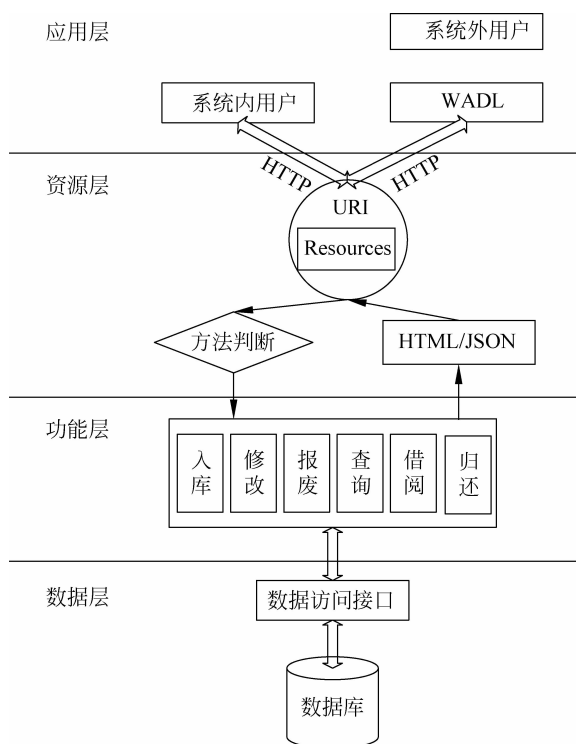 应用层
系统外用户
系统内用户
WADL
HTTP
HTTP
资源层
URI
Resources
方法判断
HTML/JSON
功能层
入库
修改
报废
查询
借阅
归还
数据层
数据访问接口
数据库